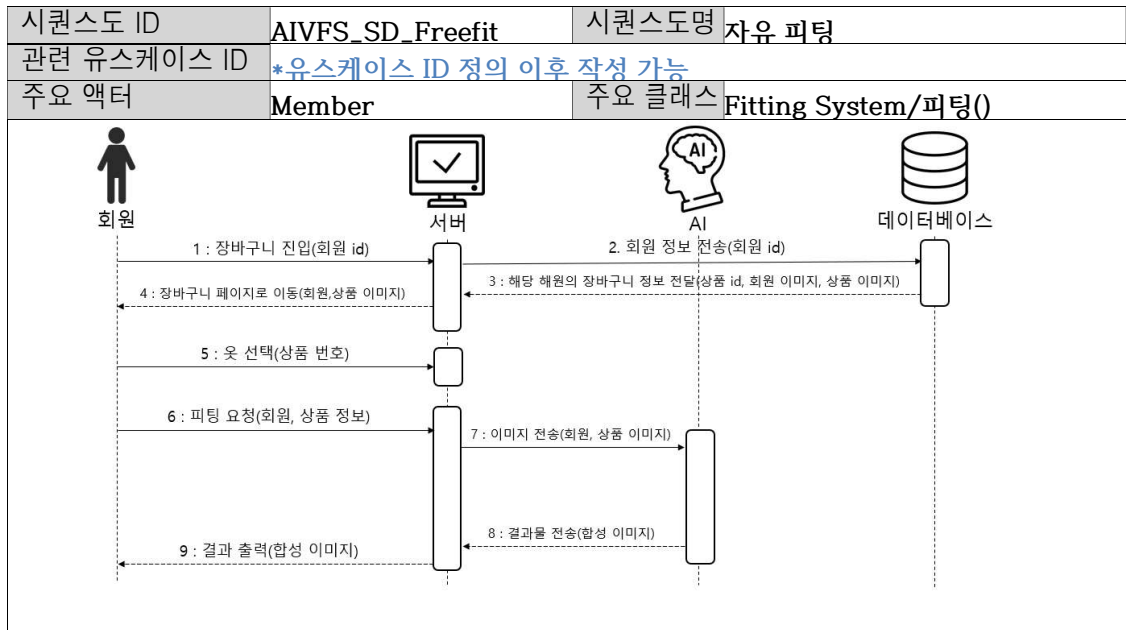 시퀀스도 ID AIVFS_SD_Freefit 시퀀스도명 자유 피팅
관련 유스케이스 ID *유스케이스 ID 정의 이후 작성 가능
주요 액터 Member 주요 클래스 Fitting System/피팅()
AI
회원 서버 AI 데이터베이스
1 : 장바구니 진입(회원 id) 2. 회원 정보 전송(회원 id)
3 : 해당 해원의 장바구니 정보 전달(상품 id, 회원 이미지, 상품 이미지)
4 : 장바구니 페이지로 이동(회원,상품 이미지)
5 : 옷 선택(상품 번호)
6 : 피팅 요청(회원, 상품 정보)
7 : 이미지 전송(회원, 상품 이미지)
8 : 결과물 전송(합성 이미지)
9 : 결과 출력(합성 이미지)